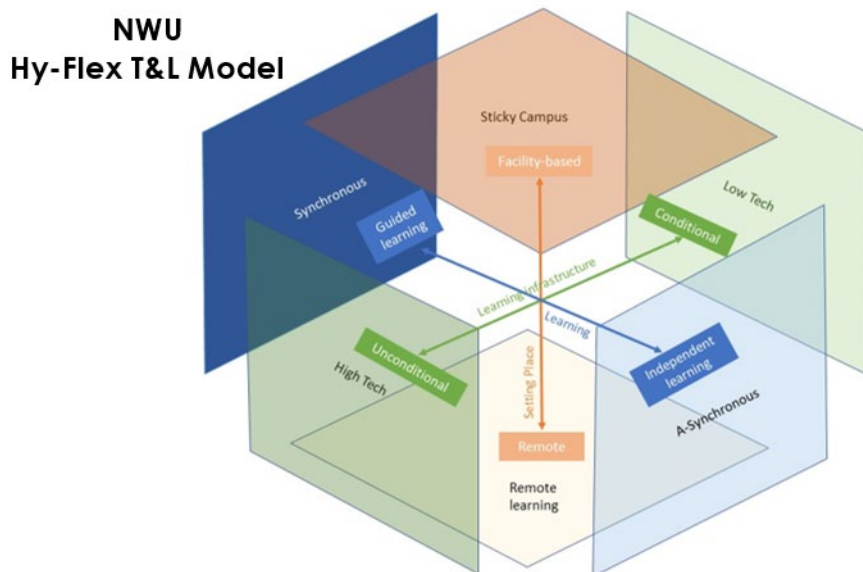 NWU
Hy-Flex T&L Model
Sticky Campus
Facility-based
Synchronous
Guided
learning
Low Tech
Conditional
Learning infrastructure
Learning
Setting Place
Unconditional
High Tech
Independent
learning
A-Synchronous
Remote
Remote
learning